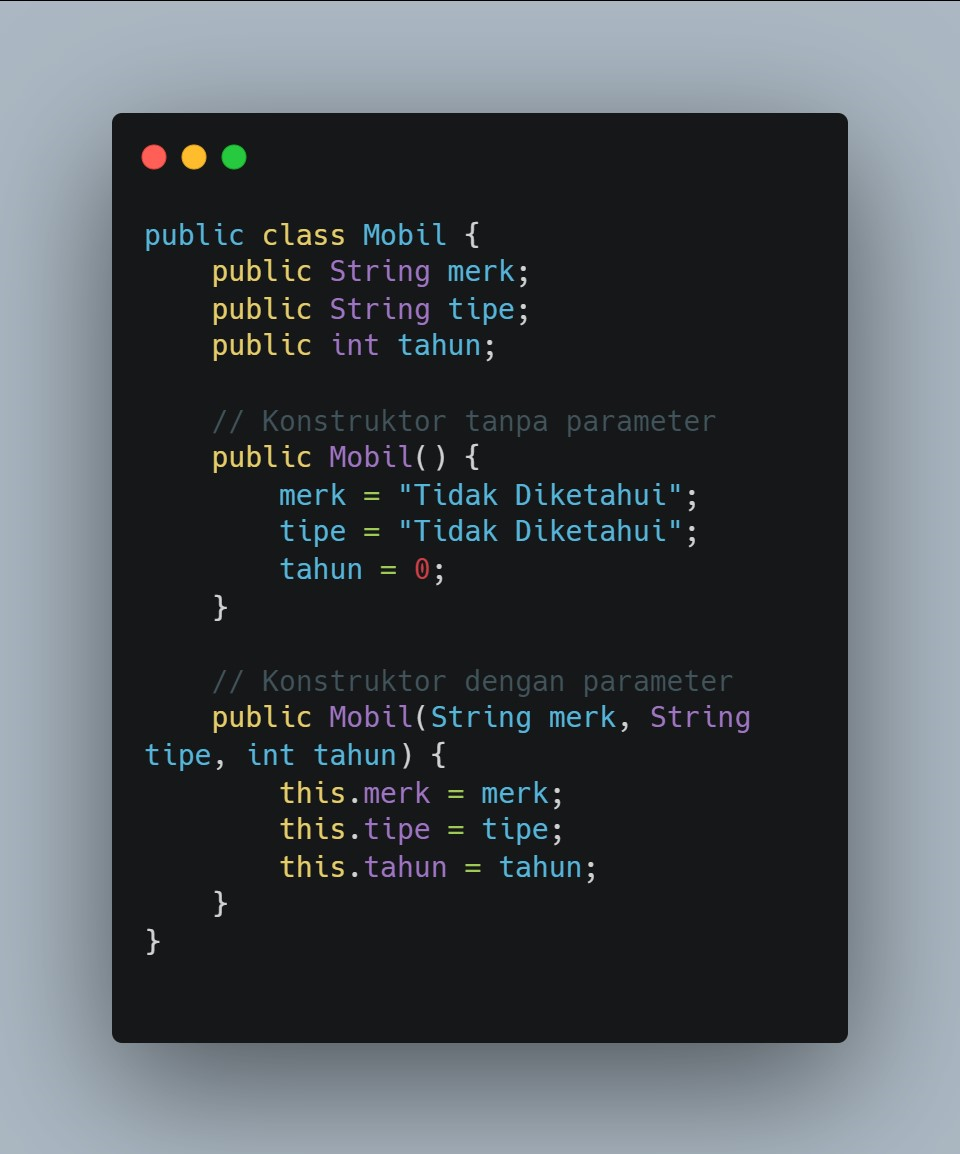 public class Mobil {
    public String merk;
    public String tipe;
    public int tahun;

    // Konstruktor tanpa parameter
    public Mobil() {
        merk = "Tidak Diketahui";
        tipe = "Tidak Diketahui";
        tahun = 0;
    }

    // Konstruktor dengan parameter
    public Mobil(String merk, String
tipe, int tahun) {
        this.merk = merk;
        this.tipe = tipe;
        this.tahun = tahun;
    }
}